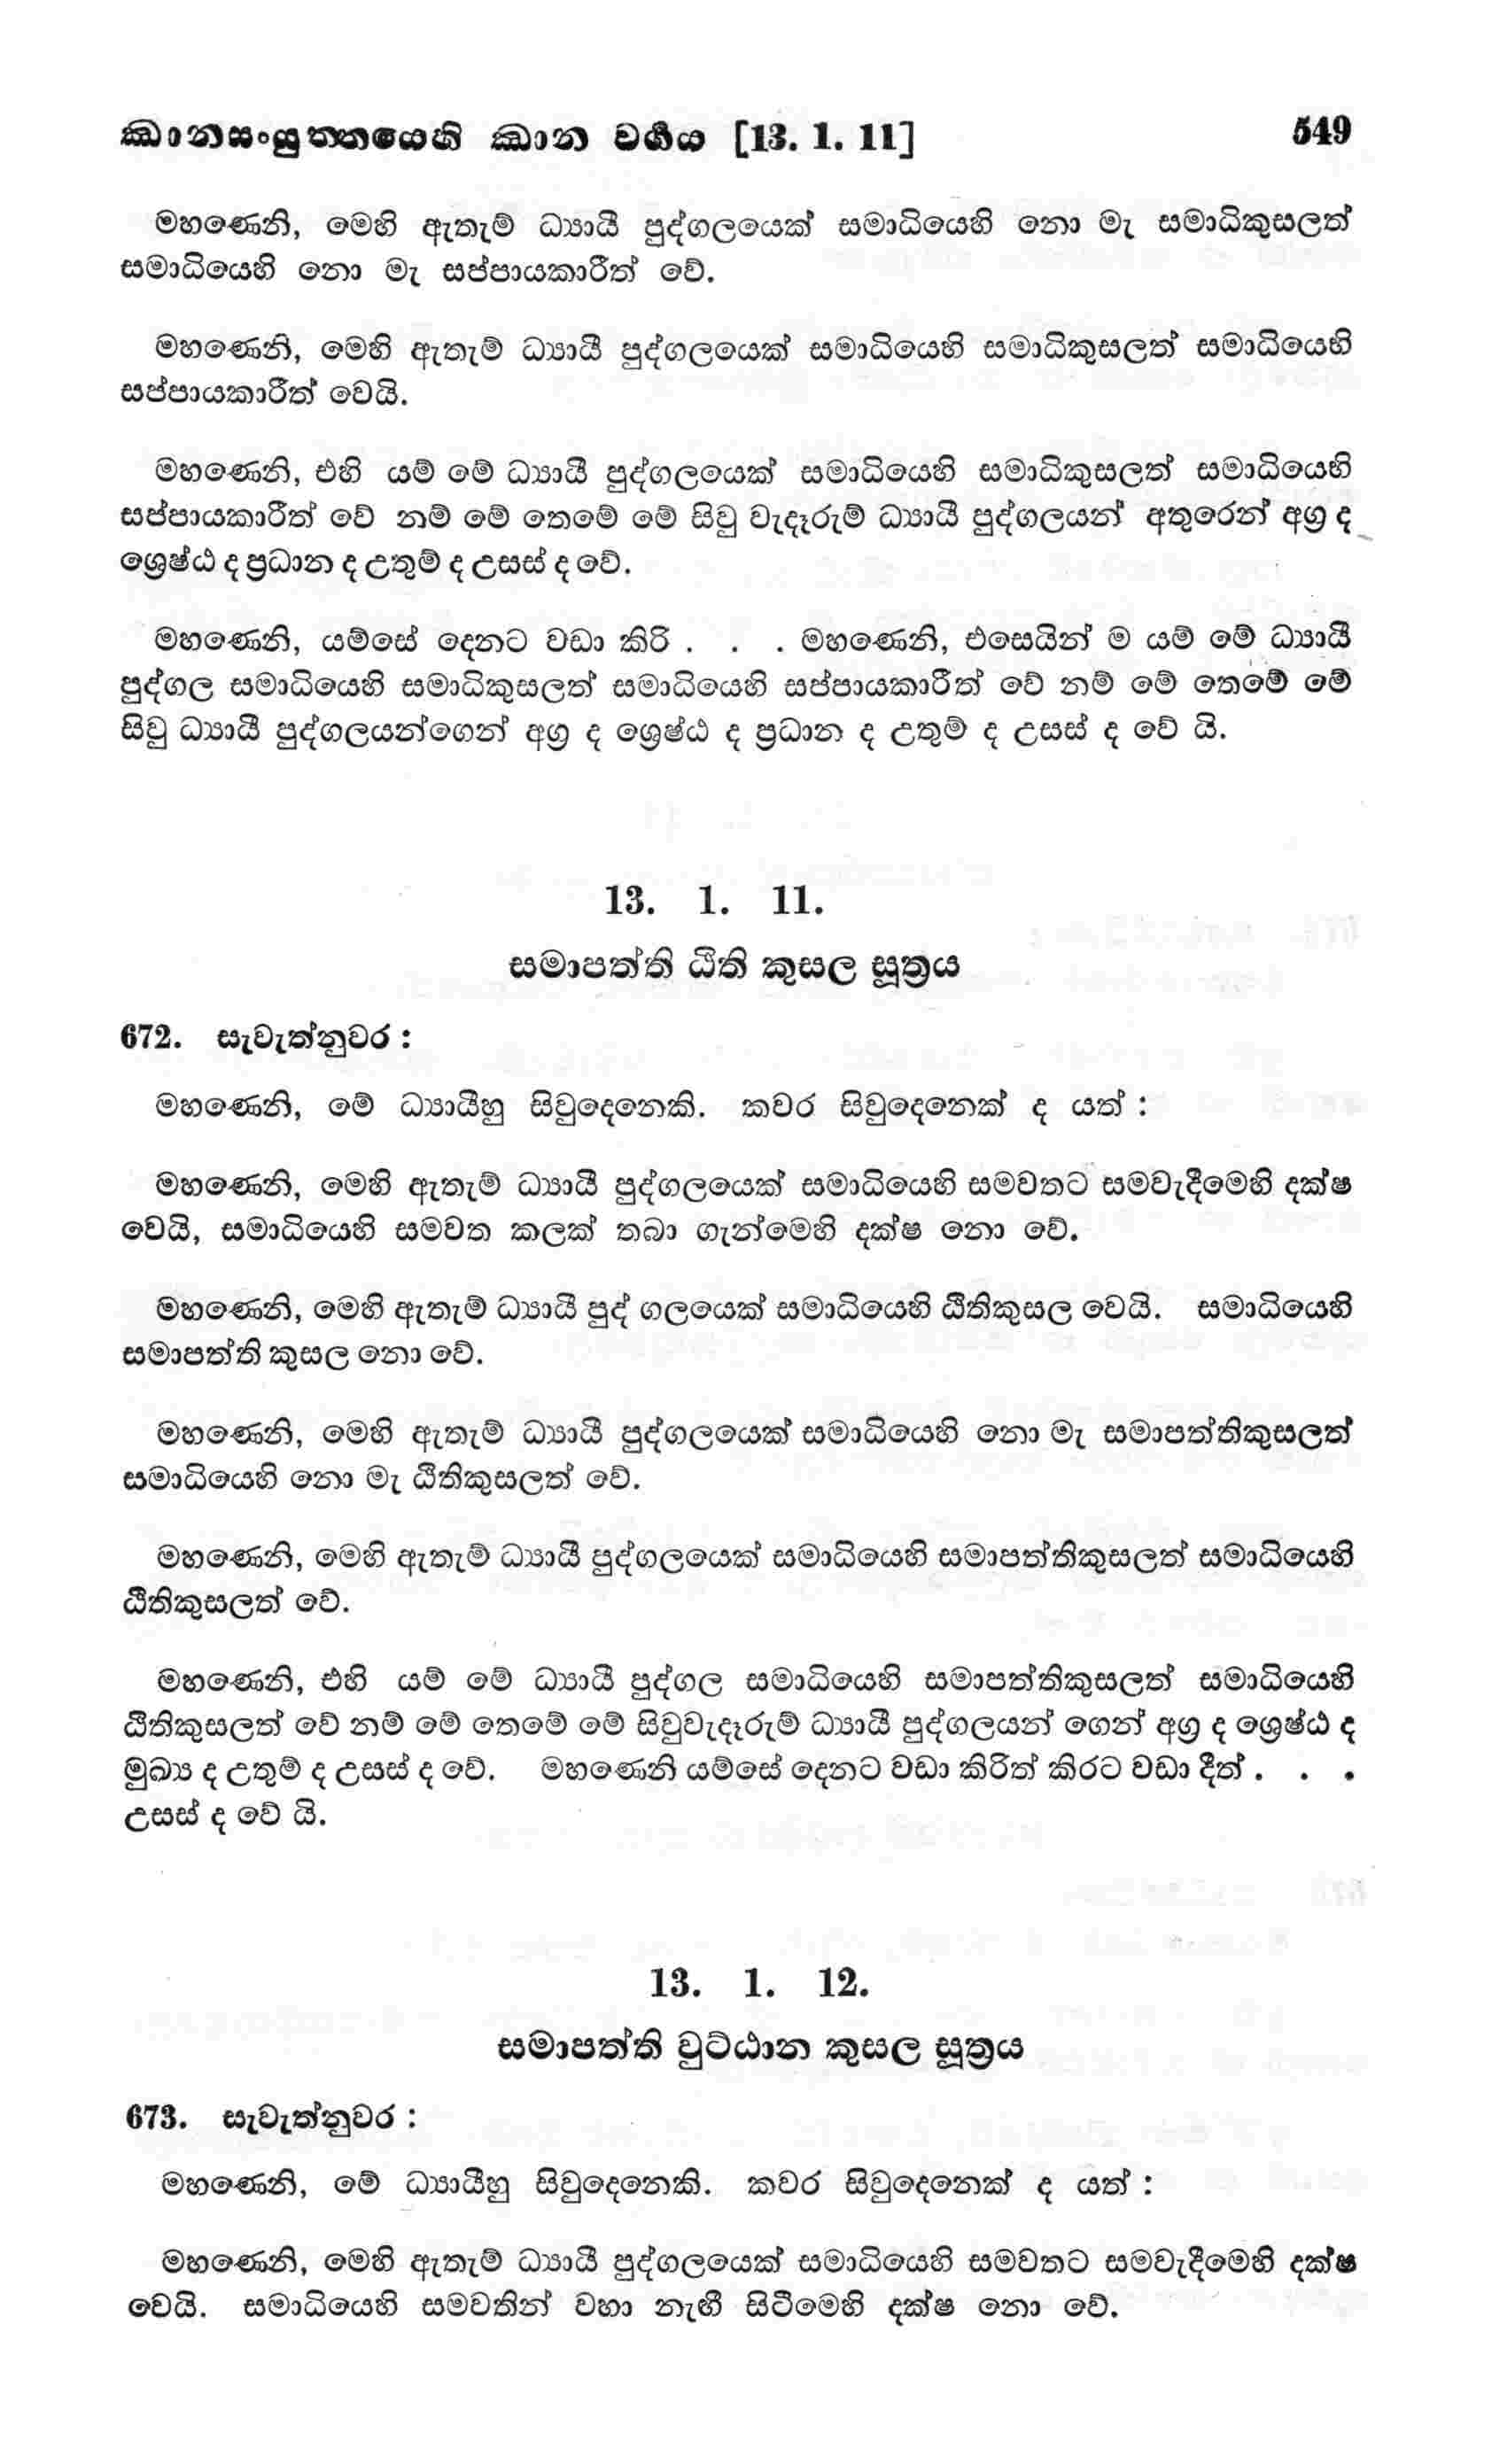 ඣානසංයුත්තයෙහි ඣාන වර්‍ගය [13. 1. 11] 549
මහණෙනි, මෙහි ඇතැම් ධ්‍යායී පුද්ගලයෙක් සමාධියෙහි නො මැ සමාධිකුසලත්
සමාධියෙහි නො මැ සප්පායකාරීත් වේ.
මහණෙනි, මෙහි ඇතැම් ධ්‍යායී පුද්ගලයෙක් සමාධියෙහි සමාධිකුසලත් සමාධියෙහි
සප්පායකාරීත් වෙයි.
මහණෙනි, එහි යම් මේ ධ්‍යායී පුද්ගලයෙක් සමාධියෙහි සමාධිකුසලත් සමාධියෙහි
සප්පායකාරීත් වේ නම් මේ තෙමේ මේ සිවු වැදෑරුම් ධ්‍යායී පුද්ගලයන් අතුරෙන් අග්‍ර ද
ශ්‍රෙෂ්ඨ ද ප්‍රධාන ද උතුම් ද උසස් ද වේ.
මහණෙනි, යම්සේ දෙනට වඩා කිරි . . . මහණෙනි, එසෙයින් ම යම් මේ ධ්‍යායී
පුද්ගල සමාධියෙහි සමාධිකුසලත් සමාධියෙහි සප්පායකාරීත් වේ නම් මේ තෙමේ මේ
සිවු ධ්‍යායී පුද්ගලයන්ගෙන් අග්‍ර ද ශ්‍රෙෂ්ඨ ද ප්‍රධාන ද උතුම් ද උසස් ද වේ යි.
13. 1. 11.
සමාපත්ති ඨිති කුසල සූත්‍රය
672. සැවැත්නුවර :
මහණෙනි, මේ ධ්‍යායීහු සිවුදෙනෙකි. කවර සිවුදෙනෙක් ද යත් :
මහණෙනි, මෙහි ඇතැම් ධ්‍යායී පුද්ගලයෙක් සමාධියෙහි සමවතට සමවැදීමෙහි දක්ෂ
වෙයි, සමාධියෙහි සමවත කලක් තබා ගැන්මෙහි දක්ෂ නො වේ.
මහණෙනි, මෙහි ඇතැම් ධ්‍යායී පුද් ගලයෙක් සමාධියෙහි ඨිතිකුසල වෙයි. සමාධියෙහි
සමාපත්ති කුසල නො වේ.
මහණෙනි, මෙහි ඇතැම් ධ්‍යායී පුද්ගලයෙක් සමාධියෙහි නො මැ සමාපත්තිකුසලත්
සමාධියෙහි නො මැ ඨිතිකුසලත් වේ.
මහණෙනි, මෙහි ඇතැම් ධ්‍යායී පුද්ගලයෙක් සමාධියෙහි සමාපත්තිකුසලත් සමාධියෙහි
ඨිතිකුසලත් වේ.
මහණෙනි, එහි යම් මේ ධ්‍යායී පුද්ගල සමාධියෙහි සමාපත්තිකුසලත් සමාධියෙහි
ඨිතිකුසලත් වේ නම් මේ තෙමේ මේ සිවුවැදෑරුම් ධ්‍යායී පුද්ගලයන් ගෙන් අග්‍ර ද ශ්‍රෙෂ්ඨ ද
මුඛ්‍ය ද උතුම් ද උසස් ද වේ. මහණෙනි යම්සේ දෙනට වඩා කිරිත් කිරට වඩා දීත් . . .
උසස් ද වේ යි.
13. 1. 12.
සමාපත්ති වුට්ඨාන කුසල සූත්‍රය
673. සැවැත්නුවර :
මහණෙනි, මේ ධ්‍යායීහු සිවුදෙනෙකි. කවර සිවුදෙනෙක් ද යත් :
මහණෙනි, මෙහි ඇතැම් ධ්‍යායී පුද්ගලයෙක් සමාධියෙහි සමවතට සමවැදීමෙහි දක්ෂ
වෙයි. සමාධියෙහි සමවතින් වහා නැඟී සිටීමෙහි දක්ෂ නො වේ.